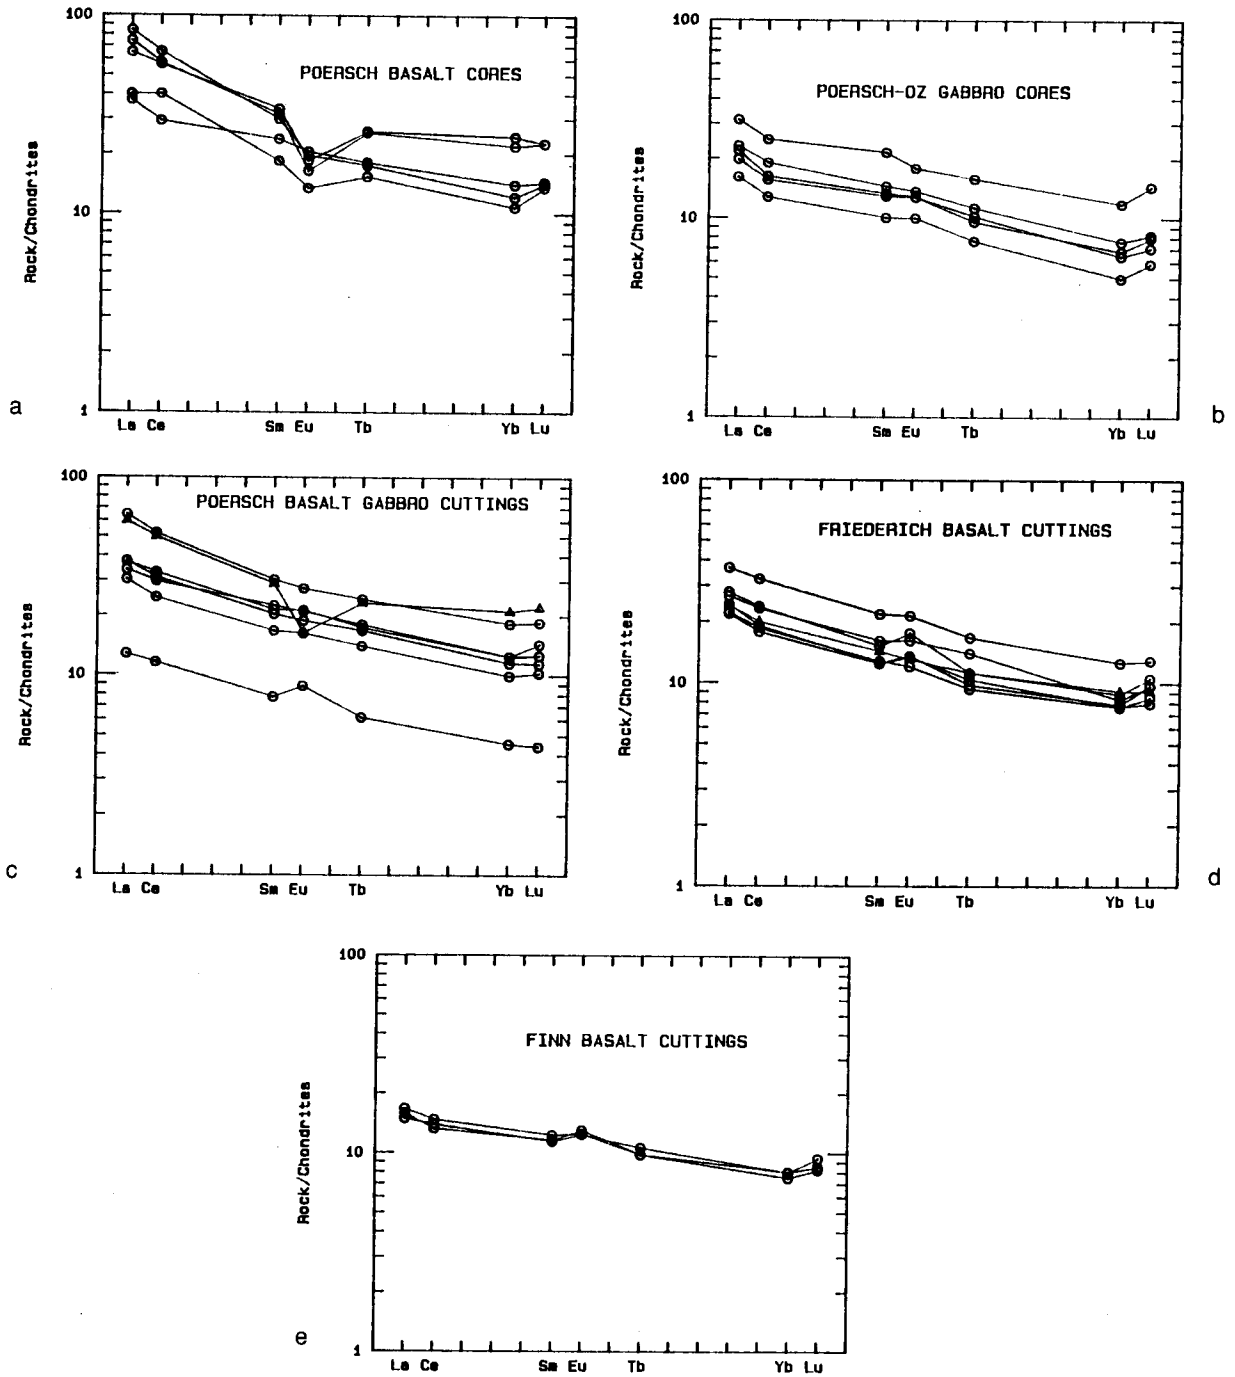 100
POERSCH BASALT CORES
Rock/Chondrites
10
1
a
La Ce Sm Eu Tb Yb Lu
100
POERSCH-OZ GABBRO CORES
Rock/Chondrites
10
1
b
La Ce Sm Eu Tb Yb Lu
100
POERSCH BASALT GABBRO CUTTINGS
Rock/Chondrites
10
1
c
La Ce Sm Eu Tb Yb Lu
100
FRIEDERICH BASALT CUTTINGS
Rock/Chondrites
10
1
d
La Ce Sm Eu Tb Yb Lu
100
FINN BASALT CUTTINGS
Rock/Chondrites
10
1
e
La Ce Sm Eu Tb Yb Lu